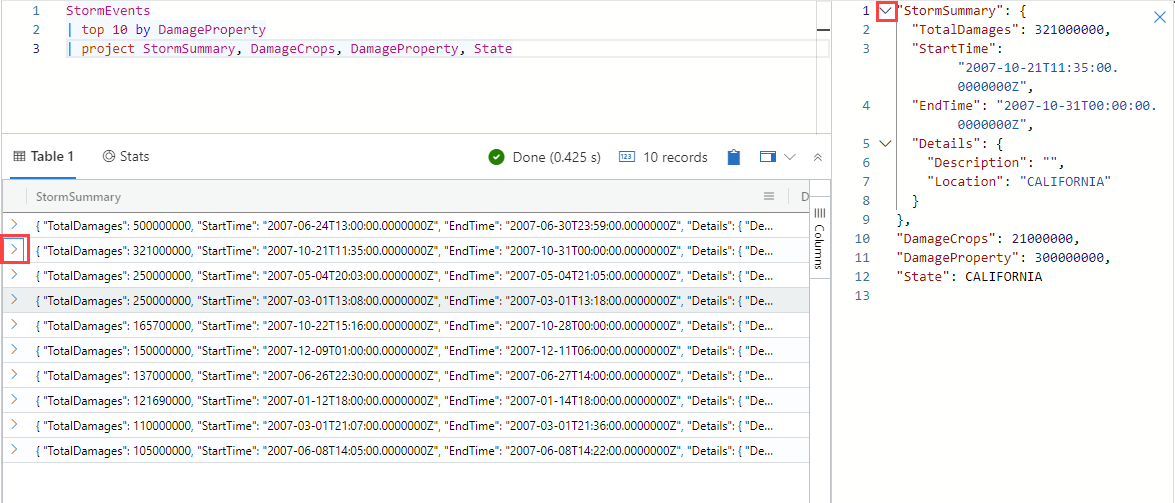 1 StormEvents
2 | top 10 by DamageProperty
3 | project StormSummary, DamageCrops, DamageProperty, State
Table 1 Stats Done (0.425 s) 123 10 records
StormSummary D
{ "TotalDamages": 500000000, "StartTime": "2007-06-24T13:00:00.0000000Z", "EndTime": "2007-06-30T23:59:00.0000000Z", "Details": { "De...
{ "TotalDamages": 321000000, "StartTime": "2007-10-21T11:35:00.0000000Z", "EndTime": "2007-10-31T00:00:00.0000000Z", "Details": { "De...
{ "TotalDamages": 250000000, "StartTime": "2007-05-04T20:03:00.0000000Z", "EndTime": "2007-05-04T21:05:00.0000000Z", "Details": { "De...
{ "TotalDamages": 250000000, "StartTime": "2007-03-01T13:08:00.0000000Z", "EndTime": "2007-03-01T13:18:00.0000000Z", "Details": { "De...
{ "TotalDamages": 165700000, "StartTime": "2007-10-22T15:16:00.0000000Z", "EndTime": "2007-10-28T00:00:00.0000000Z", "Details": { "De...
{ "TotalDamages": 150000000, "StartTime": "2007-12-09T01:00:00.0000000Z", "EndTime": "2007-12-11T06:00:00.0000000Z", "Details": { "De...
{ "TotalDamages": 137000000, "StartTime": "2007-06-26T22:30:00.0000000Z", "EndTime": "2007-06-27T14:00:00.0000000Z", "Details": { "De...
{ "TotalDamages": 121690000, "StartTime": "2007-01-12T18:00:00.0000000Z", "EndTime": "2007-01-14T18:00:00.0000000Z", "Details": { "De...
{ "TotalDamages": 110000000, "StartTime": "2007-03-01T21:07:00.0000000Z", "EndTime": "2007-03-01T21:36:00.0000000Z", "Details": { "De...
{ "TotalDamages": 105000000, "StartTime": "2007-06-08T14:05:00.0000000Z", "EndTime": "2007-06-08T14:22:00.0000000Z", "Details": { "De...
Columns
1 "StormSummary": {
2 "TotalDamages": 321000000,
3 "StartTime":
"2007-10-21T11:35:00.
0000000Z",
4 "EndTime": "2007-10-31T00:00:00.
0000000Z",
5 "Details": {
6 "Description": "",
7 "Location": "CALIFORNIA"
8 }
9 },
10 "DamageCrops": 21000000,
11 "DamageProperty": 300000000,
12 "State": CALIFORNIA
13